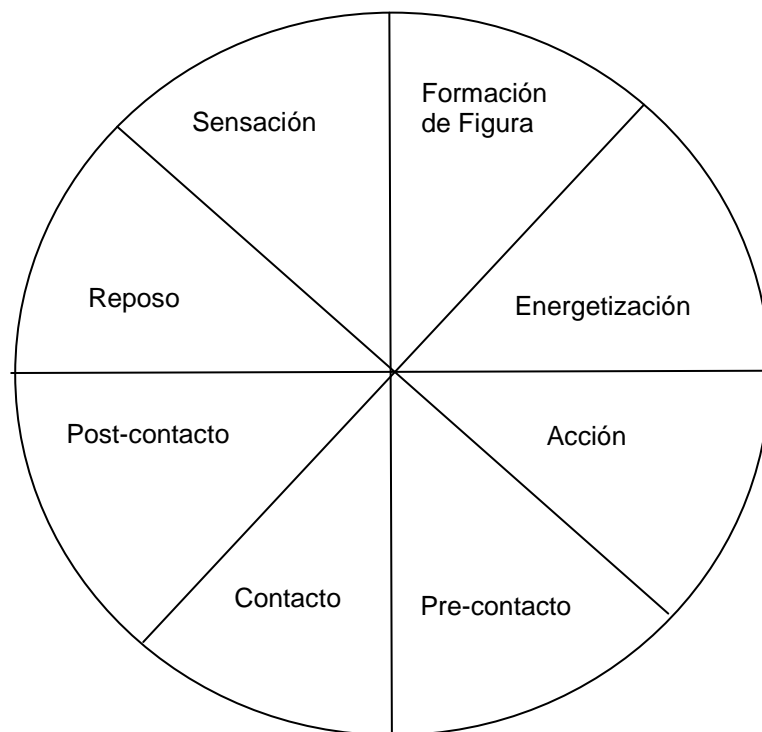 Formación
de Figura
Sensación
Reposo
Energetización
Post-contacto
Acción
Contacto
Pre-contacto